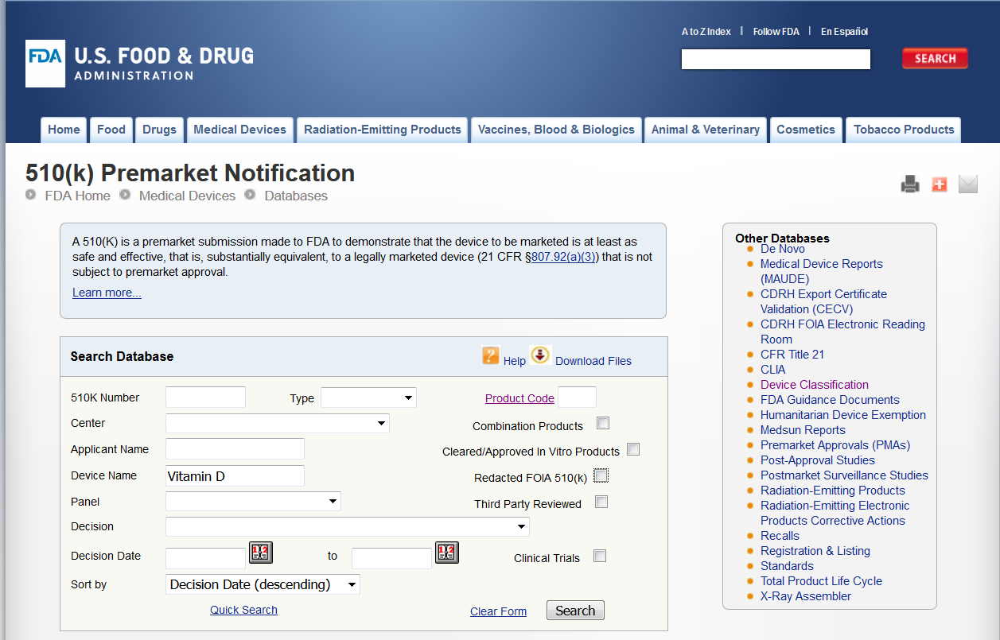 A to Z Index | Follow FDA | En Español
FDA U.S. FOOD & DRUG
ADMINISTRATION
SEARCH
Home Food Drugs Medical Devices Radiation-Emitting Products Vaccines, Blood & Biologics Animal & Veterinary Cosmetics Tobacco Products
510(k) Premarket Notification
FDA Home Medical Devices Databases
A 510(K) is a premarket submission made to FDA to demonstrate that the device to be marketed is at least as
safe and effective, that is, substantially equivalent, to a legally marketed device (21 CFR §807.92(a)(3)) that is not
subject to premarket approval.
Learn more...
Search Database
Help Download Files
510K Number Type Product Code
Center Combination Products
Applicant Name Cleared/Approved In Vitro Products
Device Name Vitamin D Redacted FOIA 510(k)
Panel Third Party Reviewed
Decision
Decision Date to Clinical Trials
Sort by Decision Date (descending)
Quick Search Clear Form Search
Other Databases
De Novo
Medical Device Reports
(MAUDE)
CDRH Export Certificate
Validation (CECV)
CDRH FOIA Electronic Reading
Room
CFR Title 21
CLIA
Device Classification
FDA Guidance Documents
Humanitarian Device Exemption
Medsun Reports
Premarket Approvals (PMAs)
Post-Approval Studies
Postmarket Surveillance Studies
Radiation-Emitting Products
Radiation-Emitting Electronic
Products Corrective Actions
Recalls
Registration & Listing
Standards
Total Product Life Cycle
X-Ray Assembler